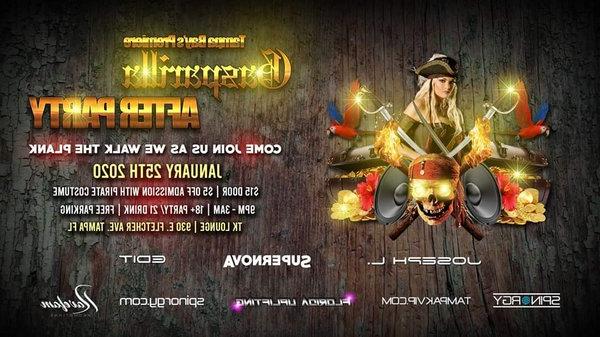 Tampa Bay's Premiere
Gasparilla
AFTER PARTY
COME JOIN US AS WE WALK THE PLANK
JANUARY 25TH 2020
$15 DOOR | $5 OFF ADMISSION WITH PIRATE COSTUME
9PM - 3AM | 18+ PARTY/ 21 DRINK | FREE PARKING
TK LOUNGE | 930 E. FLETCHER AVE. TAMPA FL
JOSEPH L.
SUPERNOVA
EDIT
SPINORGY
TAMPAKVIP.COM
FLORIDA UPLIFTING
spinorgy.com
Ravejam